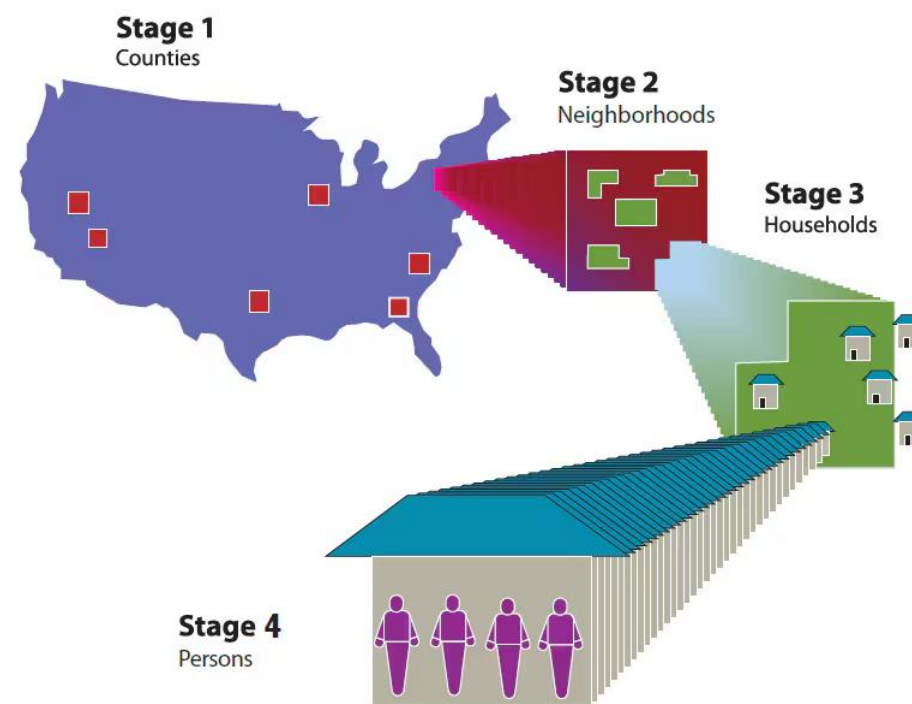 Stage 1
Counties
Stage 2
Neighborhoods
Stage 3
Households
Stage 4
Persons